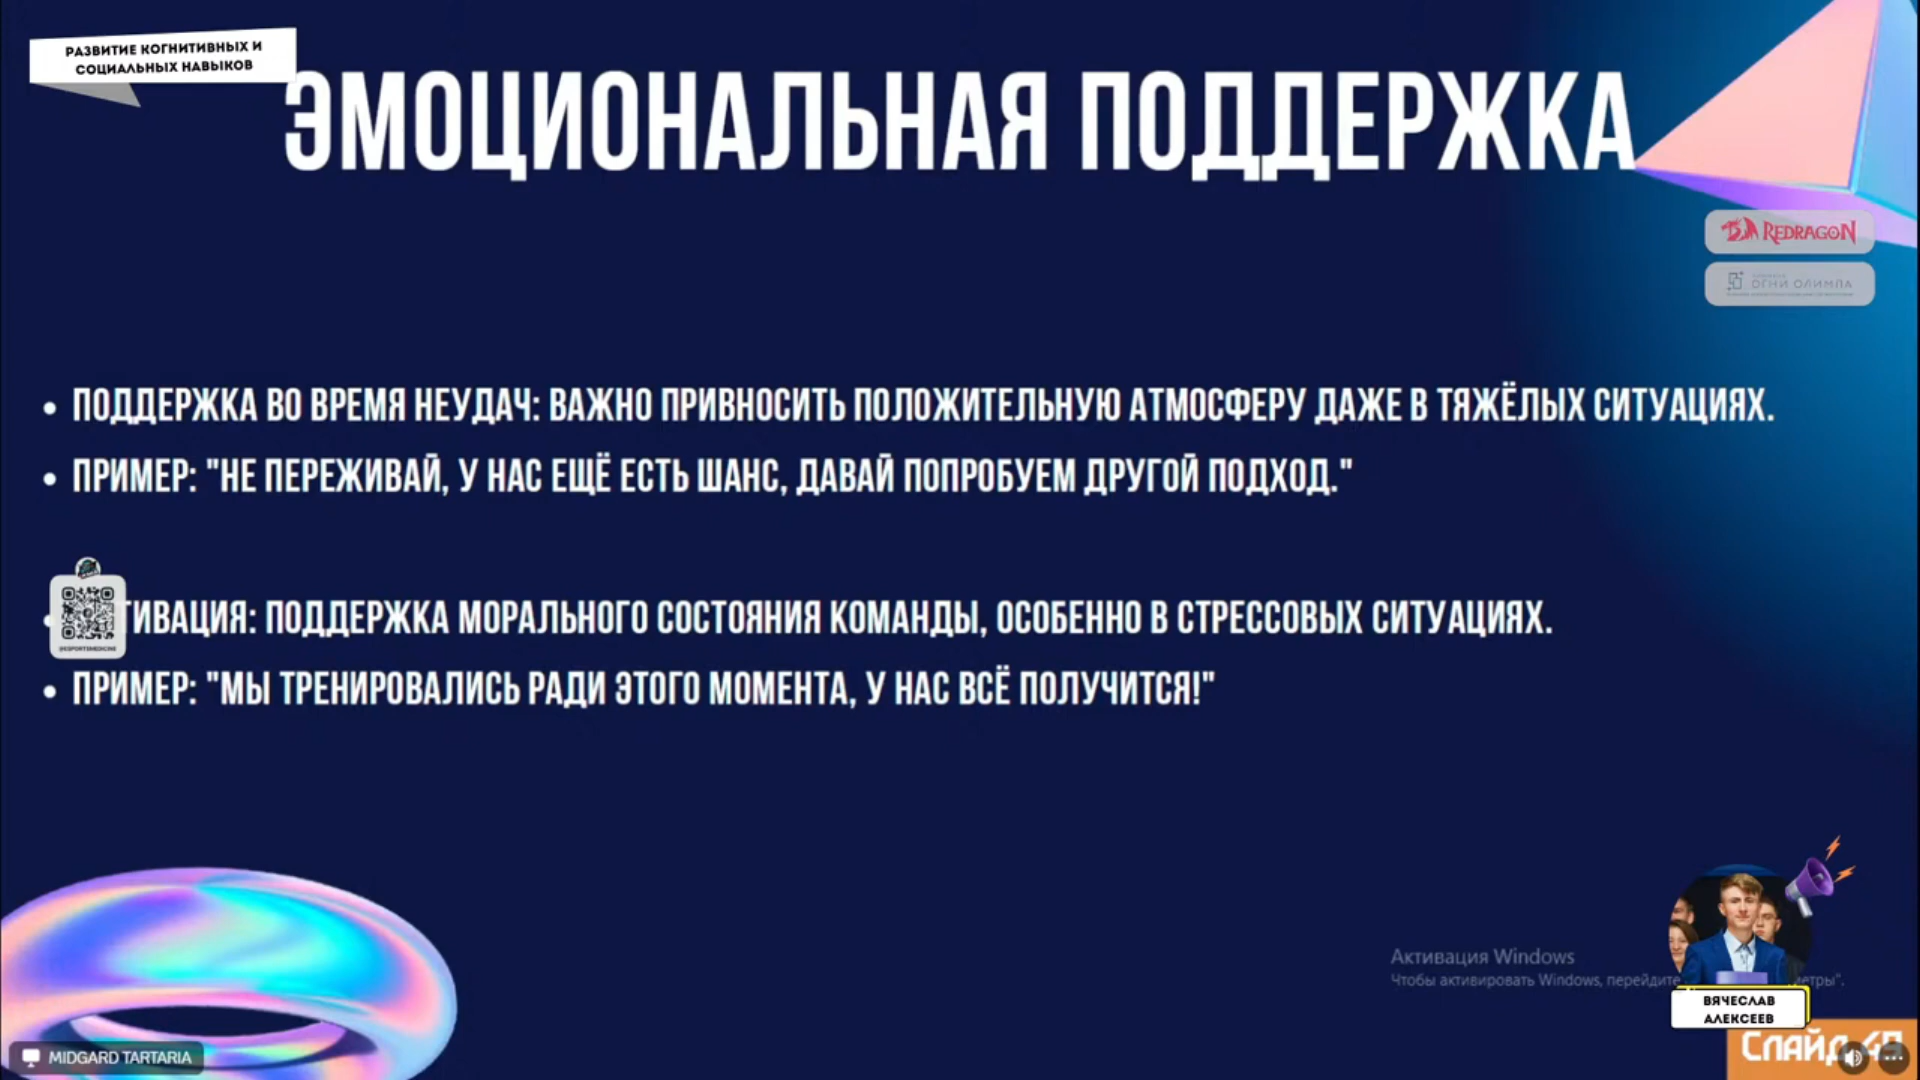 РАЗВИТИЕ КОГНИТИВНЫХ И
СОЦИАЛЬНЫХ НАВЫКОВ
ЭМОЦИОНАЛЬНАЯ ПОДДЕРЖКА
REDRAGON
ОГНИ ОЛИМПА
• ПОДДЕРЖКА ВО ВРЕМЯ НЕУДАЧ: ВАЖНО ПРИВНОСИТЬ ПОЛОЖИТЕЛЬНУЮ АТМОСФЕРУ ДАЖЕ В ТЯЖЁЛЫХ СИТУАЦИЯХ.
• ПРИМЕР: "НЕ ПЕРЕЖИВАЙ, У НАС ЕЩЁ ЕСТЬ ШАНС, ДАВАЙ ПОПРОБУЕМ ДРУГОЙ ПОДХОД."
• ТИВАЦИЯ: ПОДДЕРЖКА МОРАЛЬНОГО СОСТОЯНИЯ КОМАНДЫ, ОСОБЕННО В СТРЕССОВЫХ СИТУАЦИЯХ.
@ESPORTSMEDICINE
• ПРИМЕР: "МЫ ТРЕНИРОВАЛИСЬ РАДИ ЭТОГО МОМЕНТА, У НАС ВСЁ ПОЛУЧИТСЯ!"
Активация Windows
Чтобы активировать Windows, перейдите метры".
ВЯЧЕСЛАВ
АЛЕКСЕЕВ
Слайд
MIDGARD TARTARIA